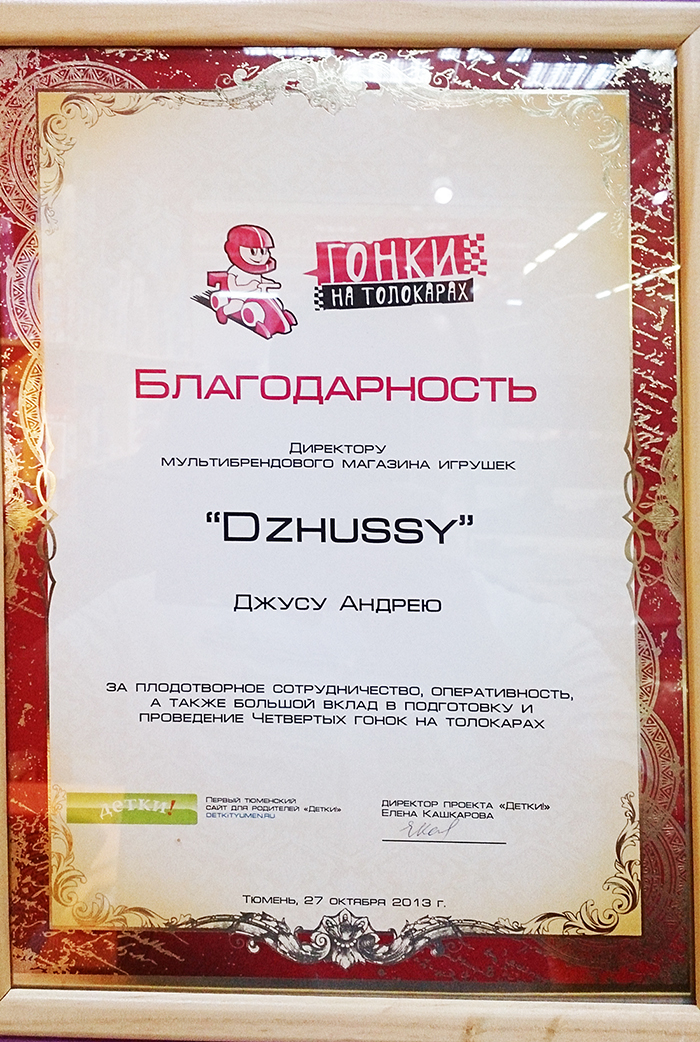 ГОНКИ
НА ТОЛОКАРАХ
БЛАГОДАРНОСТЬ
ДИРЕКТОРУ
МУЛЬТИБРЕНДОВОГО МАГАЗИНА ИГРУШЕК
“DZHUSSY”
ДЖУСУ АНДРЕЮ
ЗА ПЛОДОТВОРНОЕ СОТРУДНИЧЕСТВО, ОПЕРАТИВНОСТЬ,
А ТАКЖЕ БОЛЬШОЙ ВКЛАД В ПОДГОТОВКУ И
ПРОВЕДЕНИЕ ЧЕТВЕРТЫХ ГОНОК НА ТОЛОКАРАХ
детки!
ПЕРВЫЙ ТЮМЕНСКИЙ
САЙТ ДЛЯ РОДИТЕЛЕЙ «ДЕТКИ!»
DETKITYUMEN.RU
ДИРЕКТОР ПРОЕКТА «ДЕТКИ!»
ЕЛЕНА КАШКАРОВА
ТЮМЕНЬ, 27 ОКТЯБРЯ 2013 Г.